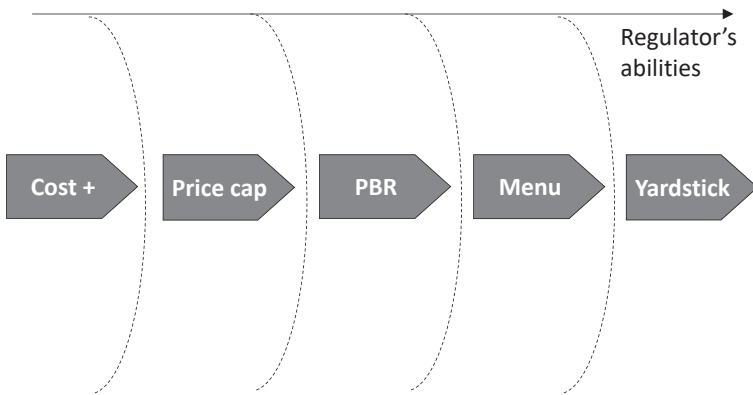 Regulator's
abilities
Cost +
Price cap
PBR
Menu
Yardstick